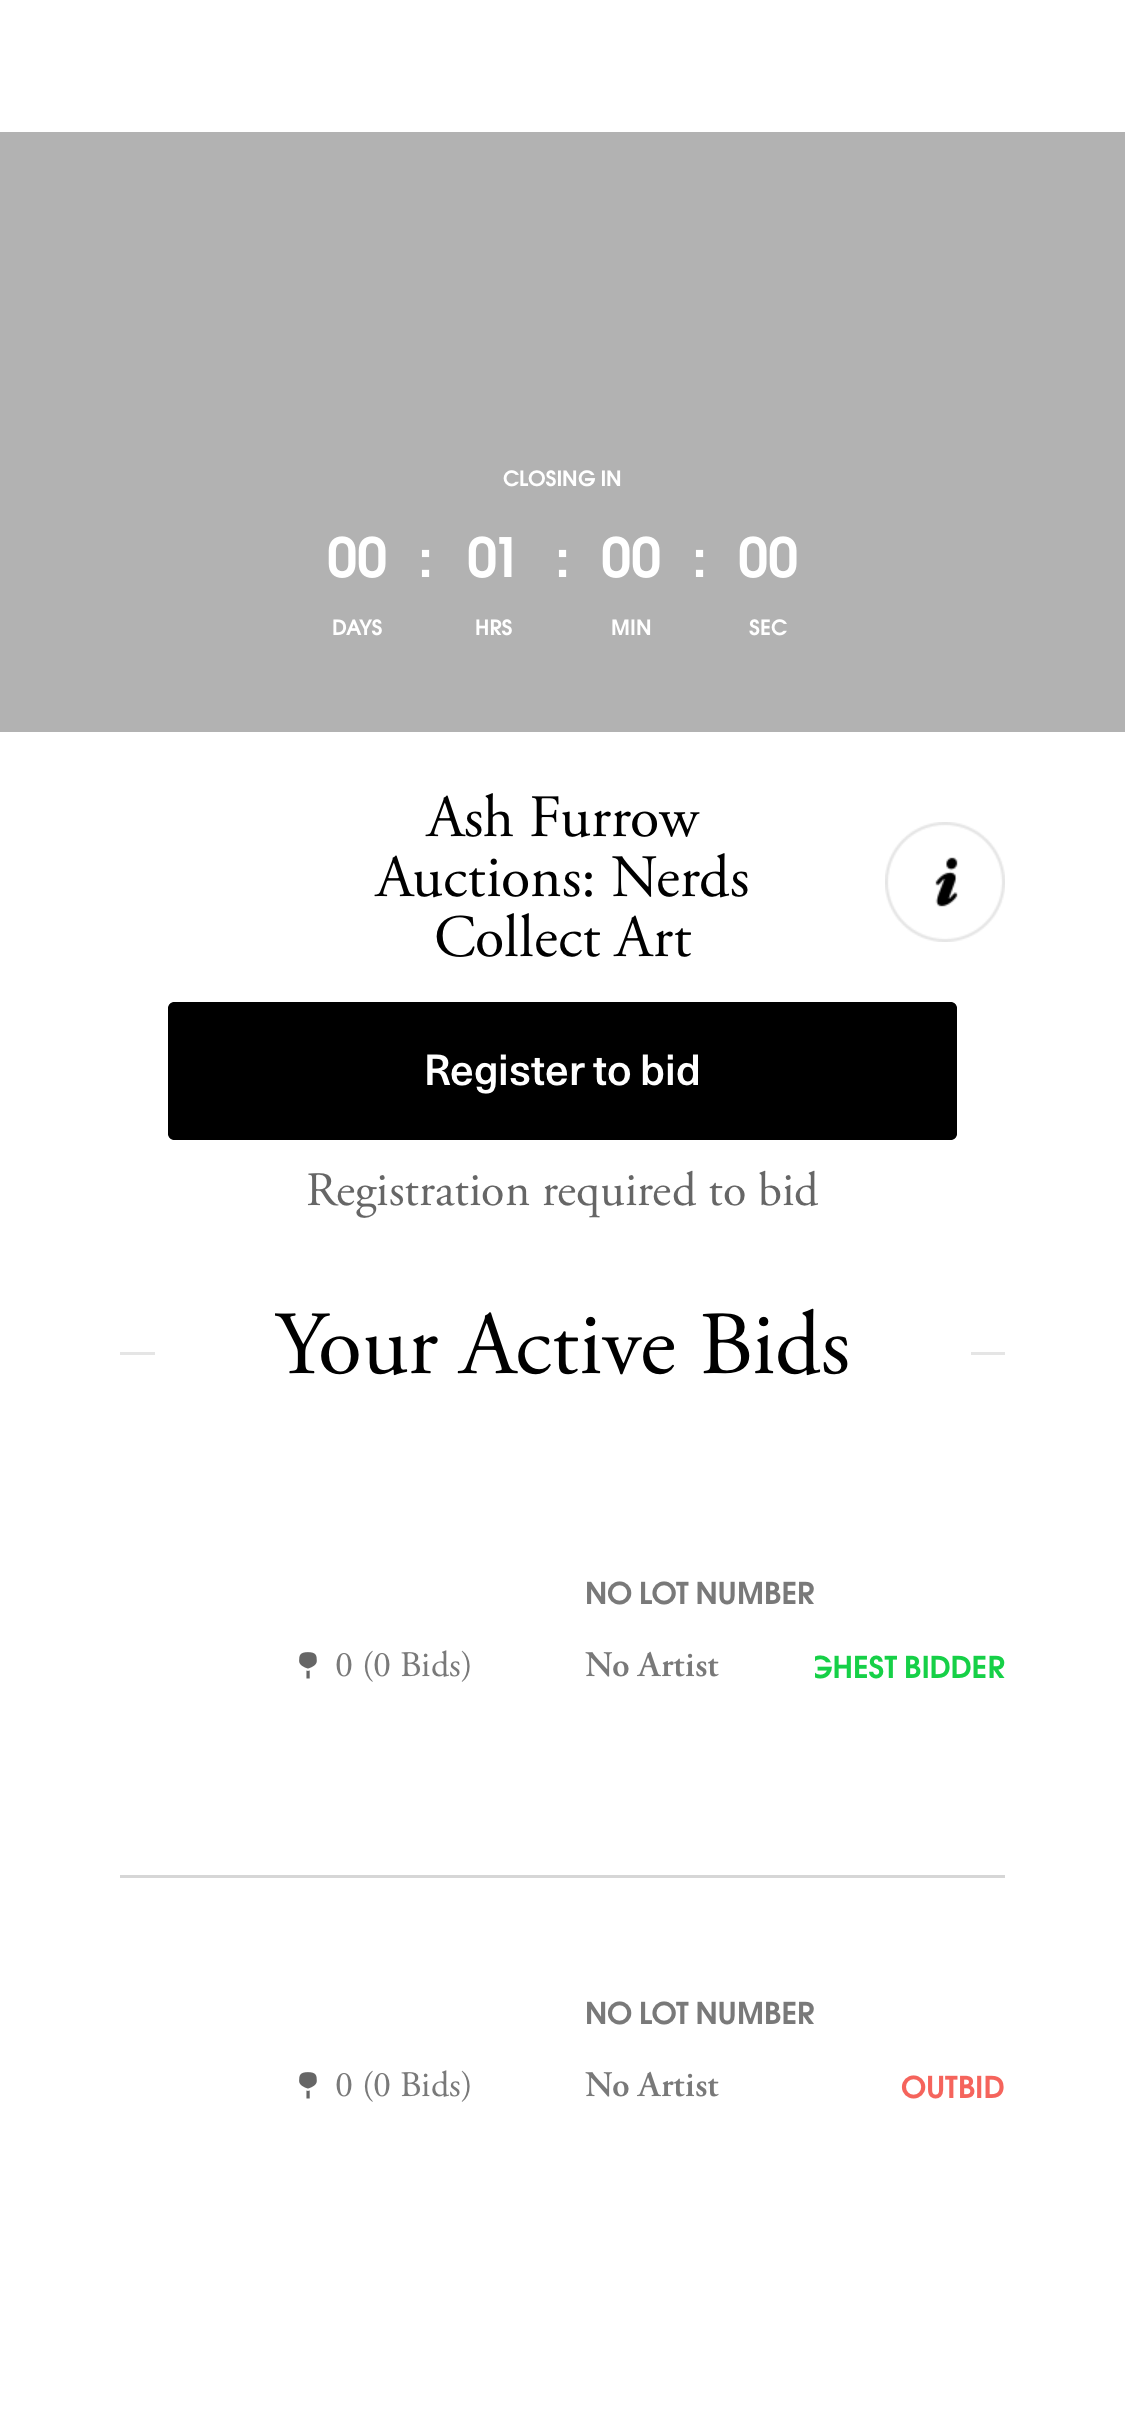 CLOSING IN
00 : 01 : 00 : 00
DAYS HRS MIN SEC
Ash Furrow
Auctions: Nerds
Collect Art
i
Register to bid
Registration required to bid
Your Active Bids
NO LOT NUMBER
0 (0 Bids) No Artist GHEST BIDDER
NO LOT NUMBER
0 (0 Bids) No Artist OUTBID